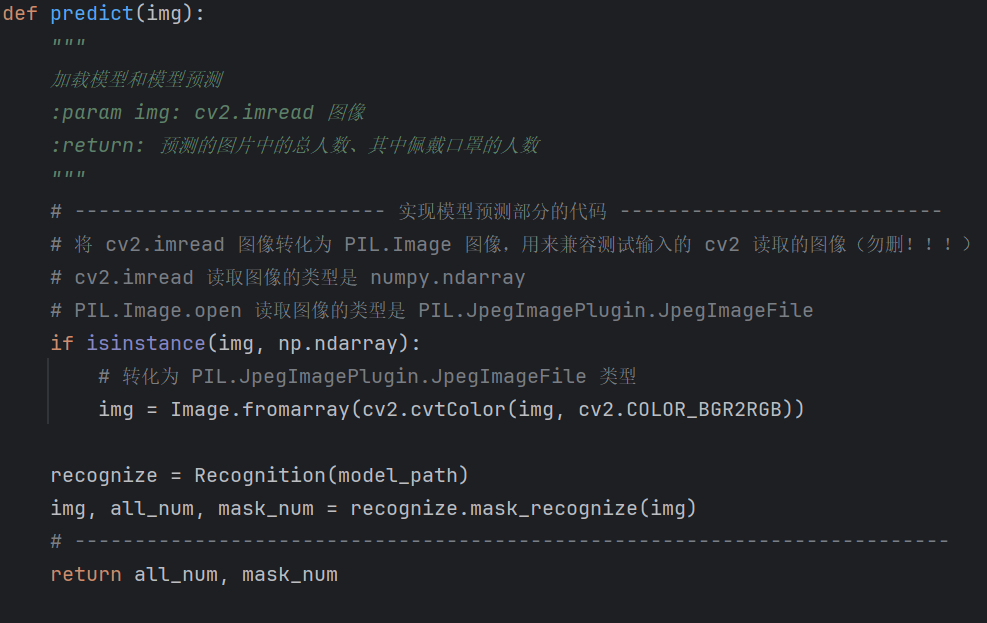 def predict(img):
    """
    加载模型和模型预测
    :param img: cv2.imread 图像
    :return: 预测的图片中的总人数、其中佩戴口罩的人数
    """
    # -------------------------- 实现模型预测部分的代码 ---------------------------
    # 将 cv2.imread 图像转化为 PIL.Image 图像，用来兼容测试输入的 cv2 读取的图像（勿删！！！）
    # cv2.imread 读取图像的类型是 numpy.ndarray
    # PIL.Image.open 读取图像的类型是 PIL.JpegImagePlugin.JpegImageFile
    if isinstance(img, np.ndarray):
        # 转化为 PIL.JpegImagePlugin.JpegImageFile 类型
        img = Image.fromarray(cv2.cvtColor(img, cv2.COLOR_BGR2RGB))

    recognize = Recognition(model_path)
    img, all_num, mask_num = recognize.mask_recognize(img)
    # -------------------------------------------------------------------------
    return all_num, mask_num